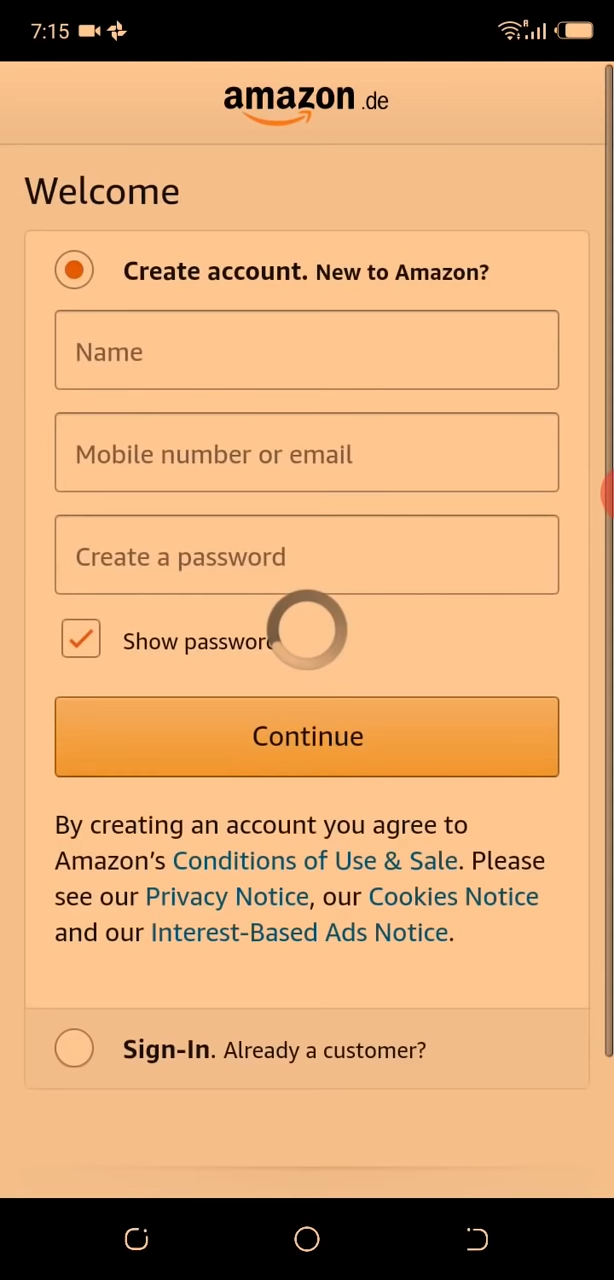 7:15
amazon.de
Welcome
Create account. New to Amazon?
Name
Mobile number or email
Create a password
Show password
Continue
By creating an account you agree to
Amazon's Conditions of Use & Sale. Please
see our Privacy Notice, our Cookies Notice
and our Interest-Based Ads Notice.
Sign-In. Already a customer?